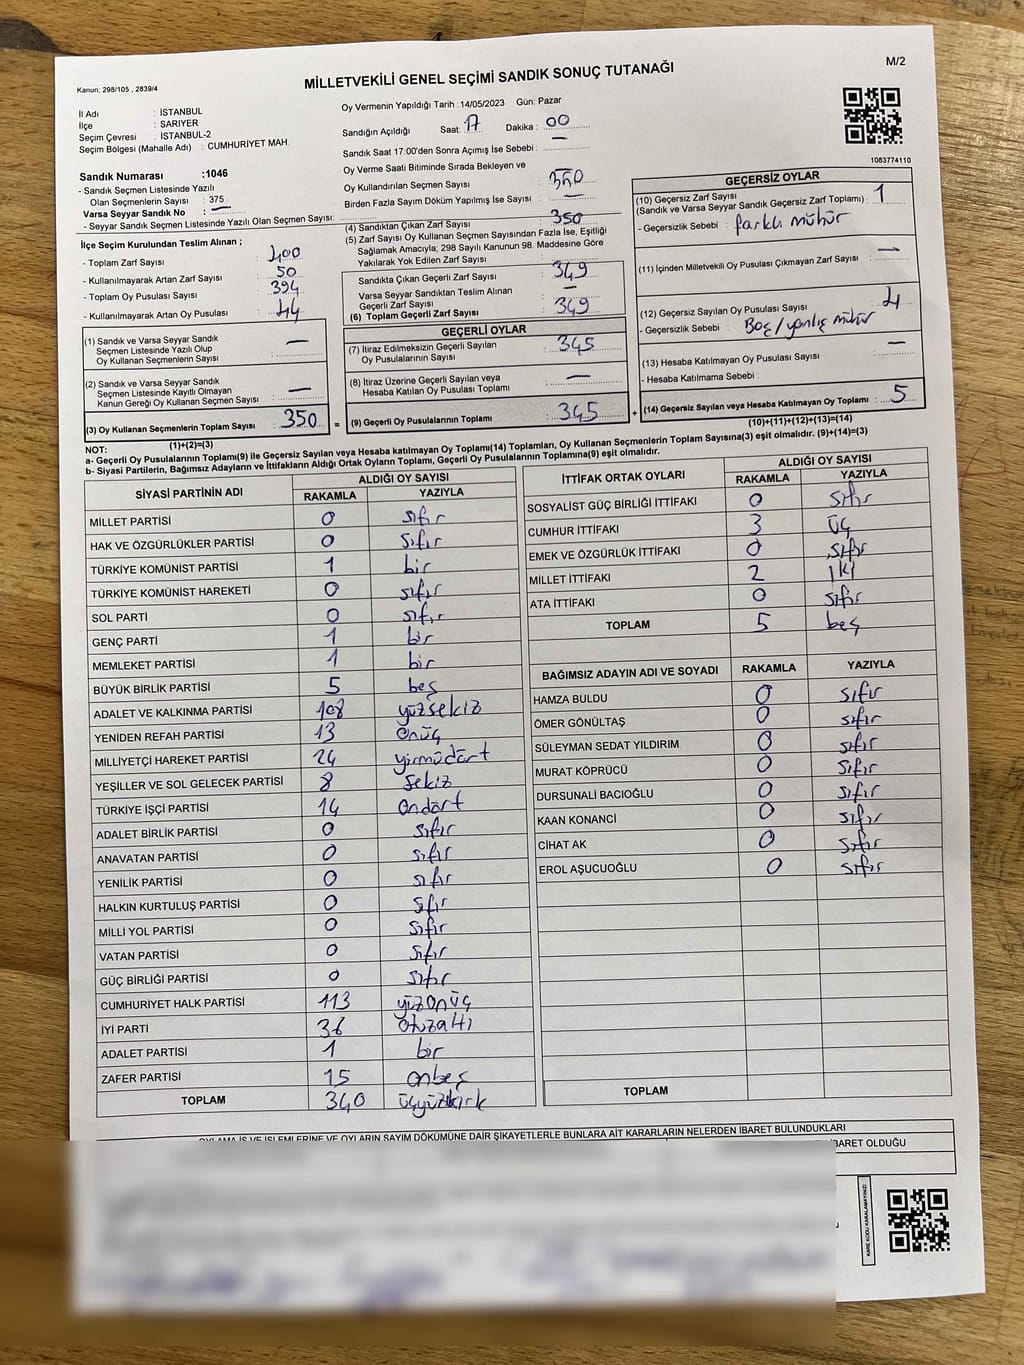 Kanun; 298/105 , 2839/4
MİLLETVEKİLİ GENEL SEÇİMİ SANDIK SONUÇ TUTANAĞI
M/2
İl Adı : İSTANBUL
İlçe : SARIYER
Seçim Çevresi : İSTANBUL-2
Seçim Bölgesi (Mahalle Adı) : CUMHURİYET MAH.
Oy Vermenin Yapıldığı Tarih :14/05/2023 Gün: Pazar
Sandığın Açıldığı Saat: 17 Dakika : 00
Sandık Saat 17:00'den Sonra Açımış İse Sebebi : —
Oy Verme Saati Bitiminde Sırada Bekleyen ve
Oy Kullandırılan Seçmen Sayısı : 350
Birden Fazla Sayım Döküm Yapılmış İse Sayısı : —
1083774110
Sandık Numarası :1046
- Sandık Seçmen Listesinde Yazılı
Olan Seçmenlerin Sayısı : 375
Varsa Seyyar Sandık No : —
- Seyyar Sandık Seçmen Listesinde Yazılı Olan Seçmen Sayısı:
İlçe Seçim Kurulundan Teslim Alınan ;
- Toplam Zarf Sayısı : 400
- Kullanılmayarak Artan Zarf Sayısı : 50
- Toplam Oy Pusulası Sayısı : 394
- Kullanılmayarak Artan Oy Pusulası : 44
(1) Sandık ve Varsa Seyyar Sandık
Seçmen Listesinde Yazılı Olup
Oy Kullanan Seçmenlerin Sayısı : —
(2) Sandık ve Varsa Seyyar Sandık
Seçmen Listesinde Kayıtlı Olmayan
Kanun Gereği Oy Kullanan Seçmen Sayısı : —
(3) Oy Kullanan Seçmenlerin Toplam Sayısı : 350 =
(1)+(2)=(3)
(4) Sandıktan Çıkan Zarf Sayısı : 350
(5) Zarf Sayısı Oy Kullanan Seçmen Sayısından Fazla İse, Eşitliği
Sağlamak Amacıyla; 298 Sayılı Kanunun 98. Maddesine Göre
Yakılarak Yok Edilen Zarf Sayısı :
Sandıkta Çıkan Geçerli Zarf Sayısı : 349
Varsa Seyyar Sandıktan Teslim Alınan
Geçerli Zarf Sayısı : —
(6) Toplam Geçerli Zarf Sayısı : 349
GEÇERLİ OYLAR
(7) İtiraz Edilmeksizin Geçerli Sayılan
Oy Pusulalarının Sayısı : 345
(8) İtiraz Üzerine Geçerli Sayılan veya
Hesaba Katılan Oy Pusulası Toplamı : —
(9) Geçerli Oy Pusulalarının Toplamı : 345 +
GEÇERSİZ OYLAR
(10) Geçersiz Zarf Sayısı
(Sandık ve Varsa Sandık Geçersiz Zarf Toplamı) : 1
- Geçersizlik Sebebi : farklı mühür
(11) İçinden Milletvekili Oy Pusulası Çıkmayan Zarf Sayısı : —
(12) Geçersiz Sayılan Oy Pusulası Sayısı : 4
- Geçersizlik Sebebi : Boş/yanlış mühür
(13) Hesaba Katılmayan Oy Pusulası Sayısı : —
- Hesaba Katılmama Sebebi :
(14) Geçersiz Sayılan veya Hesaba Katılmayan Oy Toplamı : 5
(10)+(11)+(12)+(13)=(14)
NOT:
a- Geçerli Oy Pusulalarının Toplamı(9) ile Geçersiz Sayılan veya Hesaba katılmayan Oy Toplamı(14) Toplamları, Oy Kullanan Seçmenlerin Toplam Sayısına(3) eşit olmalıdır. (9)+(14)=(3)
b- Siyasi Partilerin, Bağımsız Adayların ve İttifakların Aldığı Ortak Oyların Toplamı, Geçerli Oy Pusulalarının Toplamına(9) eşit olmalıdır.
SİYASİ PARTİNİN ADI ALDIĞI OY SAYISI
RAKAMLA YAZIYLA
MİLLET PARTİSİ 0 sıfır
HAK VE ÖZGÜRLÜKLER PARTİSİ 0 sıfır
TÜRKİYE KOMÜNİST PARTİSİ 1 bir
TÜRKİYE KOMÜNİST HAREKETİ 0 sıfır
SOL PARTİ 0 sıfır
GENÇ PARTİ 1 bir
MEMLEKET PARTİSİ 1 bir
BÜYÜK BİRLİK PARTİSİ 5 beş
ADALET VE KALKINMA PARTİSİ 108 yüzsekiz
YENİDEN REFAH PARTİSİ 13 onüç
MİLLİYETÇİ HAREKET PARTİSİ 24 yirmidört
YEŞİLLER VE SOL GELECEK PARTİSİ 8 sekiz
TÜRKİYE İŞÇİ PARTİSİ 14 ondört
ADALET BİRLİK PARTİSİ 0 sıfır
ANAVATAN PARTİSİ 0 sıfır
YENİLİK PARTİSİ 0 sıfır
HALKIN KURTULUŞ PARTİSİ 0 sıfır
MİLLİ YOL PARTİSİ 0 sıfır
VATAN PARTİSİ 0 sıfır
GÜÇ BİRLİĞİ PARTİSİ 0 sıfır
CUMHURİYET HALK PARTİSİ 113 yüzonüç
İYİ PARTİ 36 otuzaltı
ADALET PARTİSİ 1 bir
ZAFER PARTİSİ 15 onbeş
TOPLAM 340 üçyüzkırk
İTTİFAK ORTAK OYLARI ALDIĞI OY SAYISI
RAKAMLA YAZIYLA
SOSYALİST GÜÇ BİRLİĞİ İTTİFAKI 0 sıfır
CUMHUR İTTİFAKI 3 üç
EMEK VE ÖZGÜRLÜK İTTİFAKI 0 sıfır
MİLLET İTTİFAKI 2 iki
ATA İTTİFAKI 0 sıfır
TOPLAM 5 beş
BAĞIMSIZ ADAYIN ADI VE SOYADI RAKAMLA YAZIYLA
HAMZA BULDU 0 sıfır
ÖMER GÖNÜLTAŞ 0 sıfır
SÜLEYMAN SEDAT YILDIRIM 0 sıfır
MURAT KÖPRÜCÜ 0 sıfır
DURSUNALİ BACIOĞLU 0 sıfır
KAAN KONANCİ 0 sıfır
CİHAT AK 0 sıfır
EROL AŞUCUOĞLU 0 sıfır
TOPLAM
OYLAMA İŞ VE İŞLEMLERİNE VE OYLARIN SAYIM DÖKÜMÜNE DAİR ŞİKAYETLERLE BUNLARA AİT KARARLARIN NELERDEN İBARET BULUNDUKLARI
İBARET OLDUĞU
KARE KODU KARALAMAYINIZ!